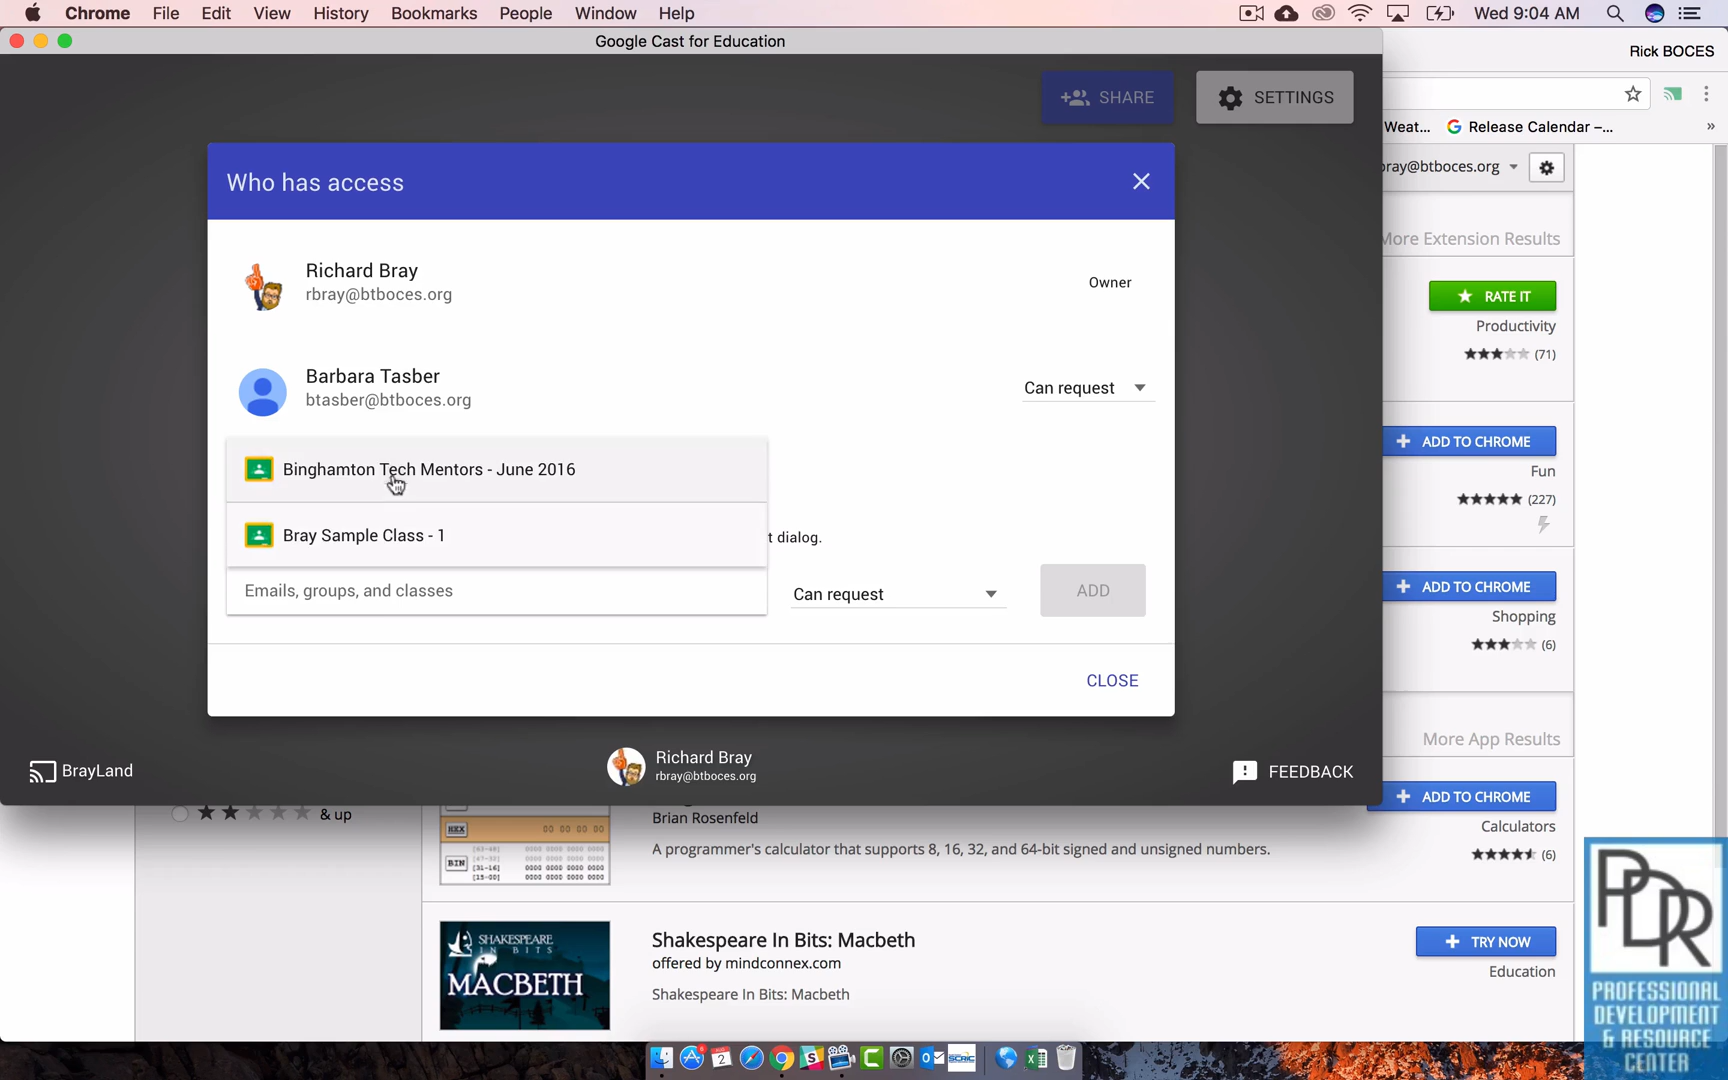 Chrome File Edit View History Bookmarks People Window Help
Wed 9:04 AM
Google Cast for Education
Rick BOCES
SHARE
SETTINGS
Weat... Release Calendar –... »
Who has access
bray@btboces.org
More Extension Results
Richard Bray
rbray@btboces.org
Owner
RATE IT
Productivity
(71)
Barbara Tasber
btasber@btboces.org
Can request
ADD TO CHROME
Fun
(227)
Binghamton Tech Mentors - June 2016
Bray Sample Class - 1
t dialog.
Emails, groups, and classes
Can request
ADD
ADD TO CHROME
Shopping
(6)
CLOSE
More App Results
BrayLand
Richard Bray
rbray@btboces.org
FEEDBACK
ADD TO CHROME
Calculators
(6)
& up
HEX
BIN
Brian Rosenfeld
A programmer's calculator that supports 8, 16, 32, and 64-bit signed and unsigned numbers.
SHAKESPEARE
IN BITS
MACBETH
Shakespeare In Bits: Macbeth
offered by mindconnex.com
Shakespeare In Bits: Macbeth
TRY NOW
Education
PDR
PROFESSIONAL
DEVELOPMENT
& RESOURCE
CENTER